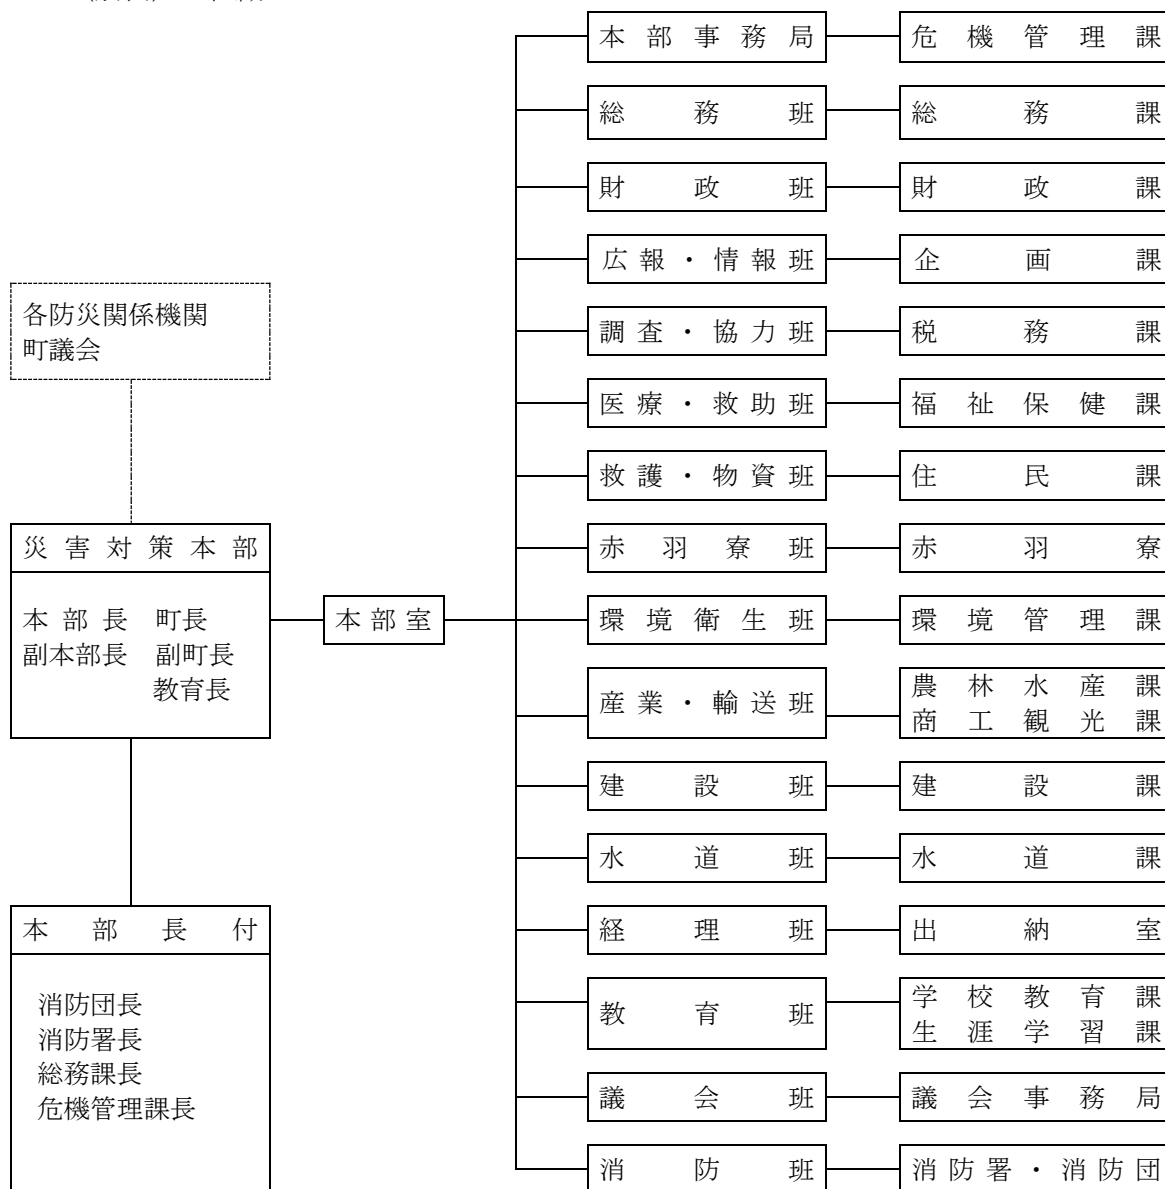 本部事務局
危機管理課
総務班
総務課
財政班
財政課
広報・情報班
企画課
各防災関係機関
町議会
調査・協力班
税務課
医療・救助班
福祉保健課
救護・物資班
住民課
災害対策本部
本部長 町長
副本部長 副町長
教育長
本部室
赤羽寮班
赤羽寮
環境衛生班
環境管理課
産業・輸送班
農林水産課
商工観光課
建設班
建設課
水道班
水道課
本部長付
消防団長
消防署長
総務課長
危機管理課長
経理班
出納室
教育班
学校教育課
生涯学習課
議会班
議会事務局
消防班
消防署・消防団